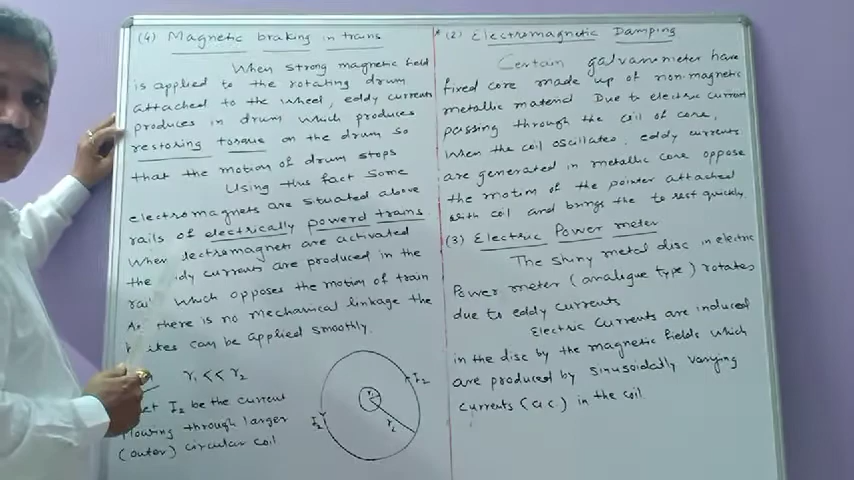 (4) Magnetic braking in trans
When strong magnetic field
is applied to the rotating drum
attached to the wheel, eddy currents
produces in drum which produces
restoring torque on the drum so
that the motion of drum stops
Using this fact some
electromagnets are situated above
rails of electrically powerd trains
When lectromagnets are activated
the dy currents are produced in the
rai which opposes the motion of train
As there is no mechanical linkage the
kes can be applied smoothly.
r1 << r2
et I2 be the current
flowing through larger
(outer) circular coil
I2
r1
r2
I2
* (2) Electromagnetic Damping
Certain galvanometer have
fixed core made up of non-magnetic
metallic material Due to electric current
passing through the coil of core,
When the coil oscillates, eddy currents
are generated in metallic core oppose
the motion of the pointer attached
with coil and brings the to rest quickly.
(3) Electric Power meter
The shiny metal disc in electric
Power meter (analogue type) rotates
due to eddy currents
Electric currents are induced
in the disc by the magnetic fields which
are produced by sinusoidally varying
currents (a.c.) in the coil